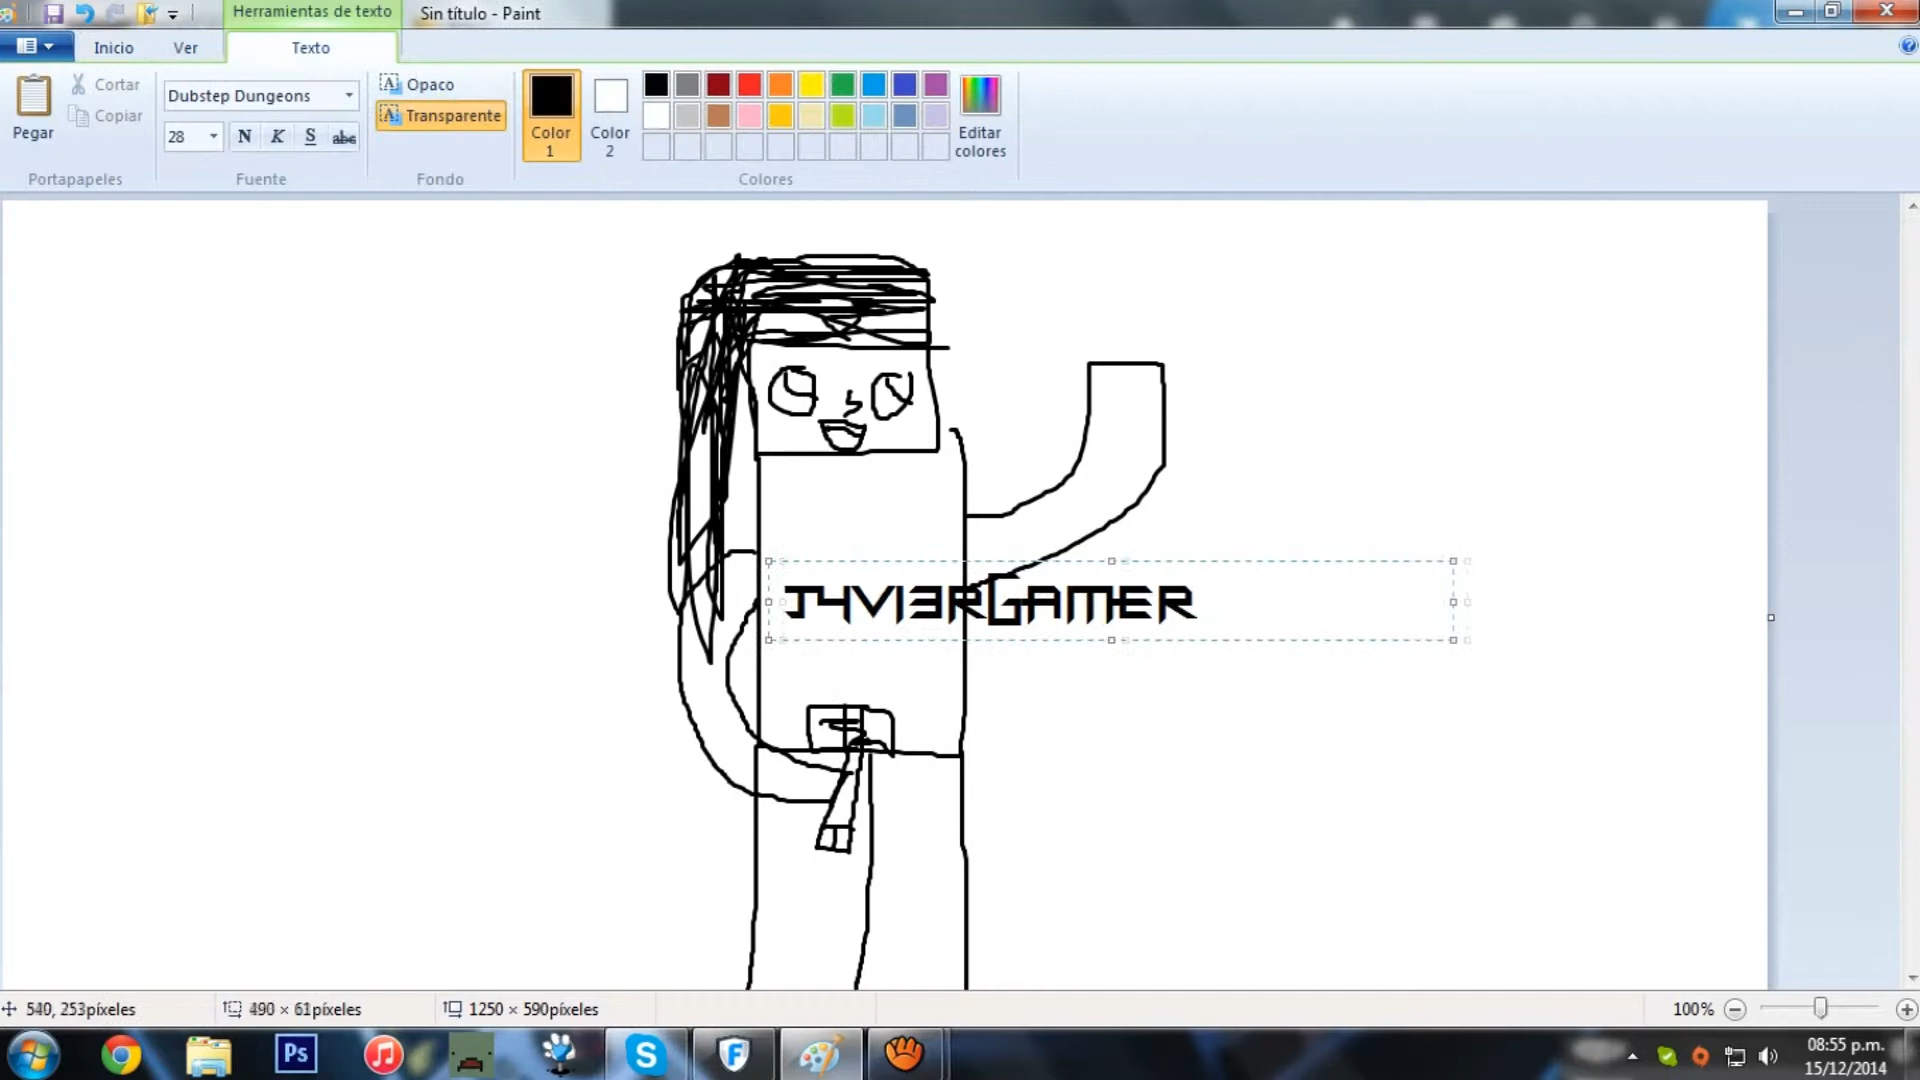 Herramientas de texto
Sin título - Paint
Inicio
Ver
Texto
Pegar
Cortar
Copiar
Portapapeles
Dubstep Dungeons
28
N
K
S
abc
Fuente
Opaco
Transparente
Fondo
Color
1
Color
2
Editar
colores
Colores
J4VI3RGAMER
540, 253píxeles
490 × 61píxeles
1250 × 590píxeles
100%
Ps
S
F
08:55 p.m.
15/12/2014